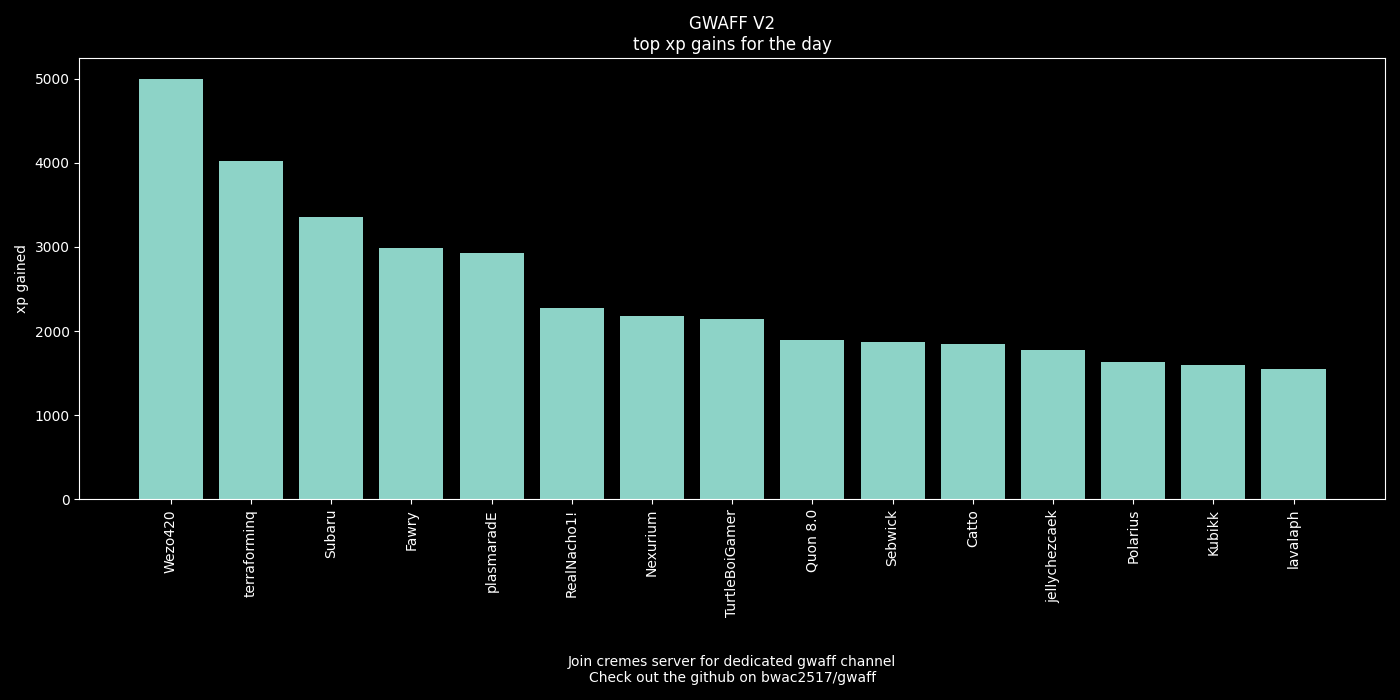 GWAFF V2
top xp gains for the day
5000
4000
3000
2000
1000
0
xp gained
Wezo420
terraforminq
Subaru
Fawry
plasmaradE
RealNacho1!
Nexurium
TurtleBoiGamer
Quon 8.0
Sebwick
Catto
jellychezcaek
Polarius
Kubikk
lavalaph
Join cremes server for dedicated gwaff channel
Check out the github on bwac2517/gwaff